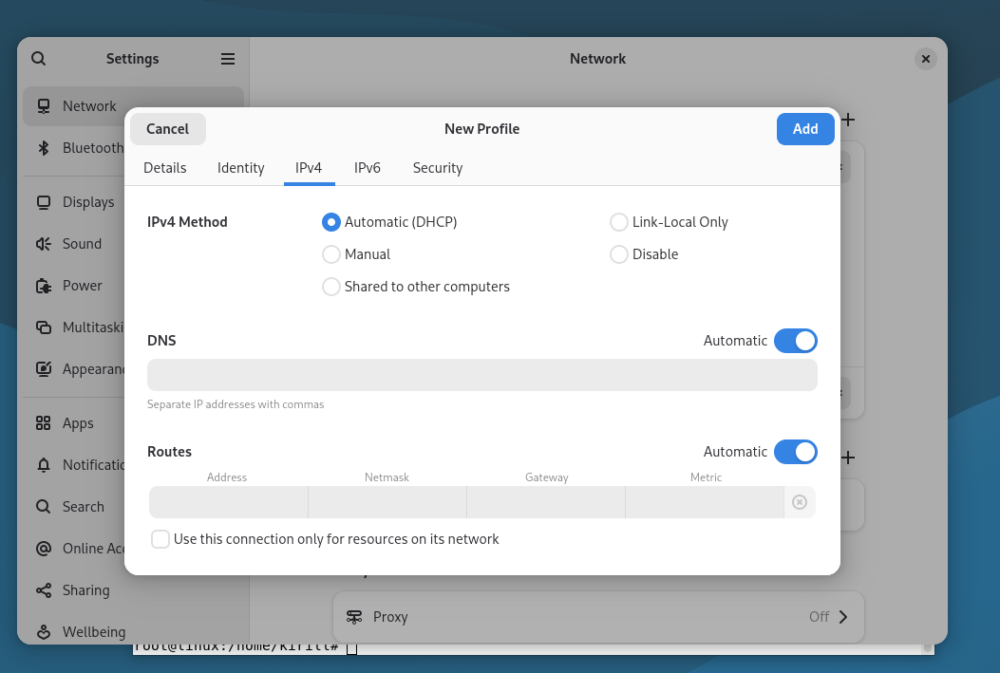 Settings
Network
Network
Bluetooth
Displays
Sound
Power
Multitaski
Appearan
Apps
Notificatio
Search
Online Acc
Sharing
Wellbeing
Cancel
New Profile
Add
Details
Identity
IPv4
IPv6
Security
IPv4 Method
Automatic (DHCP)
Link-Local Only
Manual
Disable
Shared to other computers
DNS
Automatic
Separate IP addresses with commas
Routes
Automatic
Address
Netmask
Gateway
Metric
Use this connection only for resources on its network
Proxy
Off
root@linux:/home/kirill#